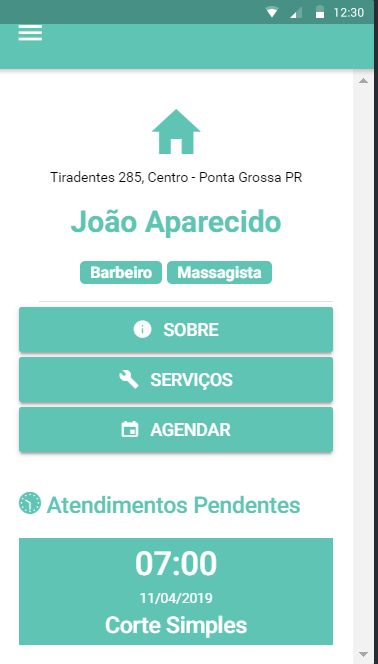 12:30
Tiradentes 285, Centro - Ponta Grossa PR
João Aparecido
Barbeiro Massagista
SOBRE
SERVIÇOS
AGENDAR
Atendimentos Pendentes
07:00
11/04/2019
Corte Simples